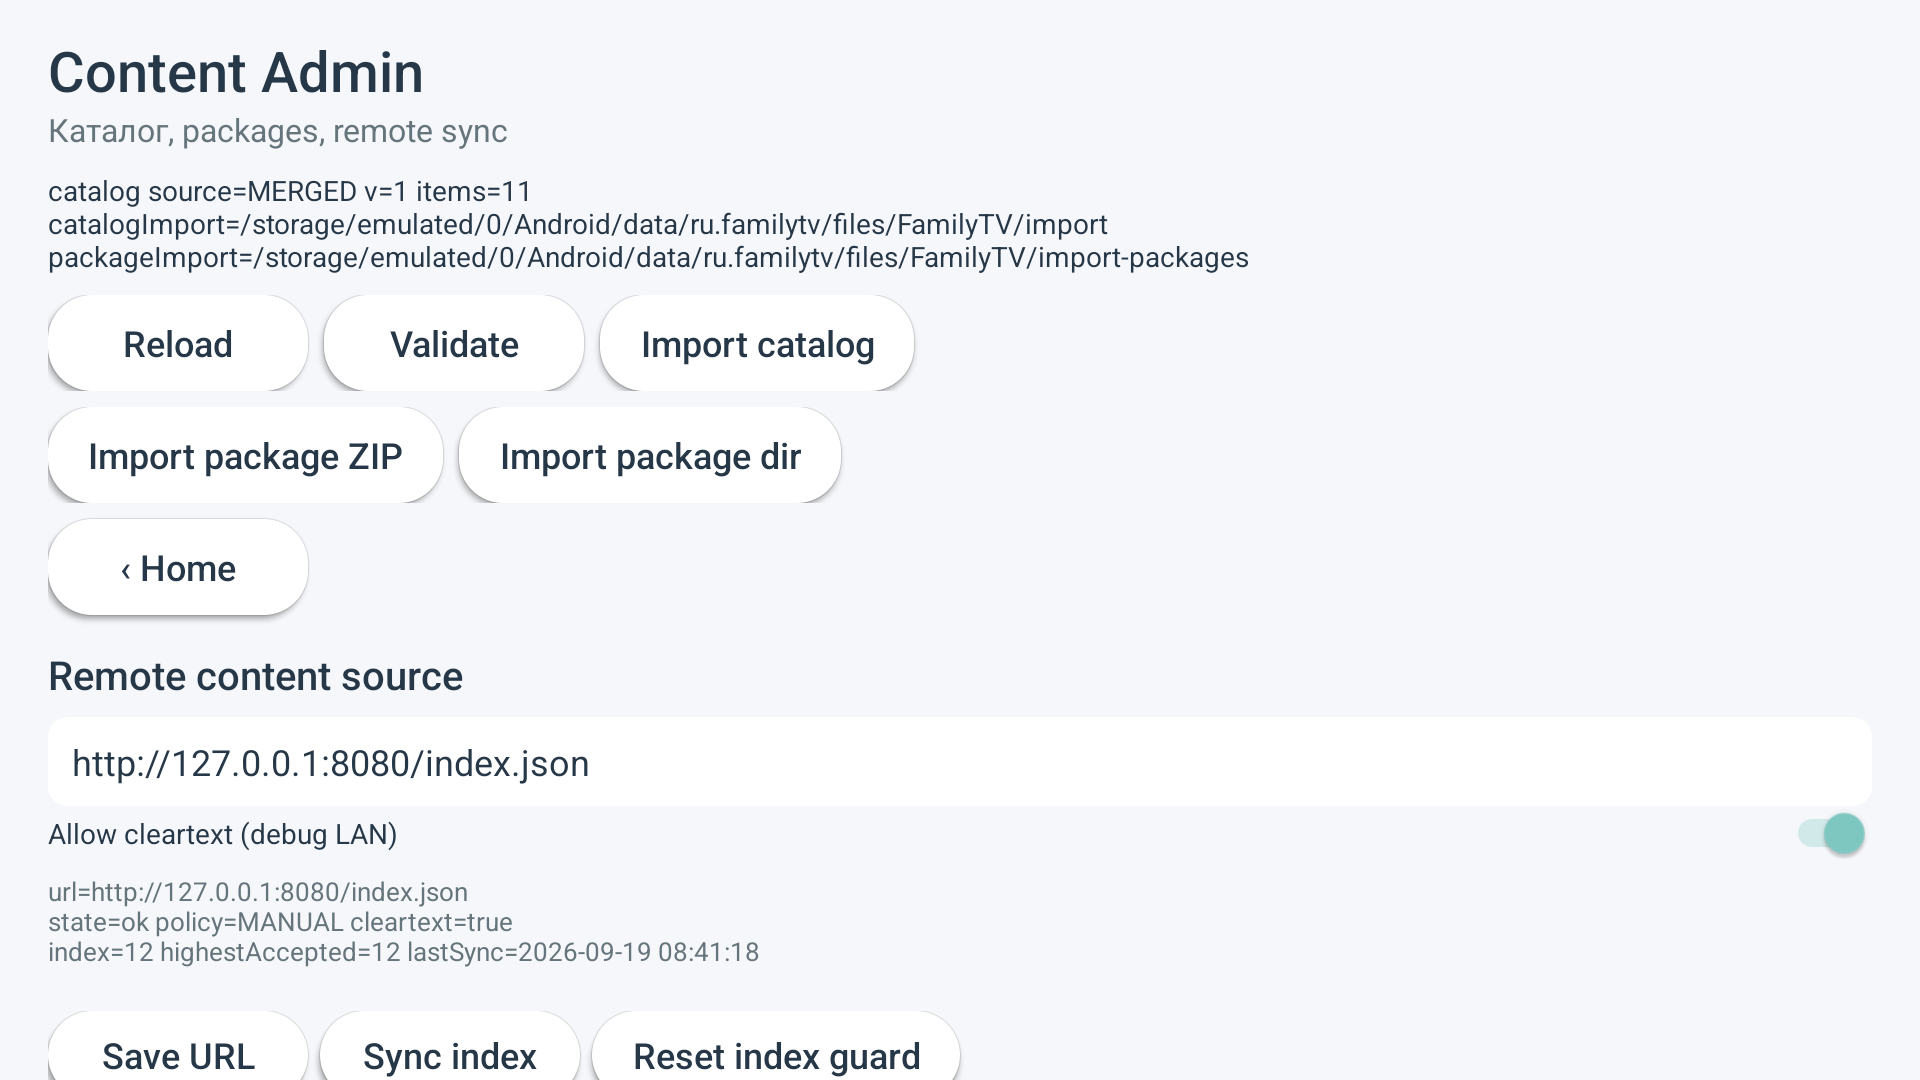 Content Admin
Каталог, packages, remote sync
catalog source=MERGED v=1 items=11
catalogImport=/storage/emulated/0/Android/data/ru.familytv/files/FamilyTV/import
packageImport=/storage/emulated/0/Android/data/ru.familytv/files/FamilyTV/import-packages
Reload Validate Import catalog
Import package ZIP Import package dir
‹ Home
Remote content source
http://127.0.0.1:8080/index.json
Allow cleartext (debug LAN)
url=http://127.0.0.1:8080/index.json
state=ok policy=MANUAL cleartext=true
index=12 highestAccepted=12 lastSync=2026-09-19 08:41:18
Save URL Sync index Reset index guard